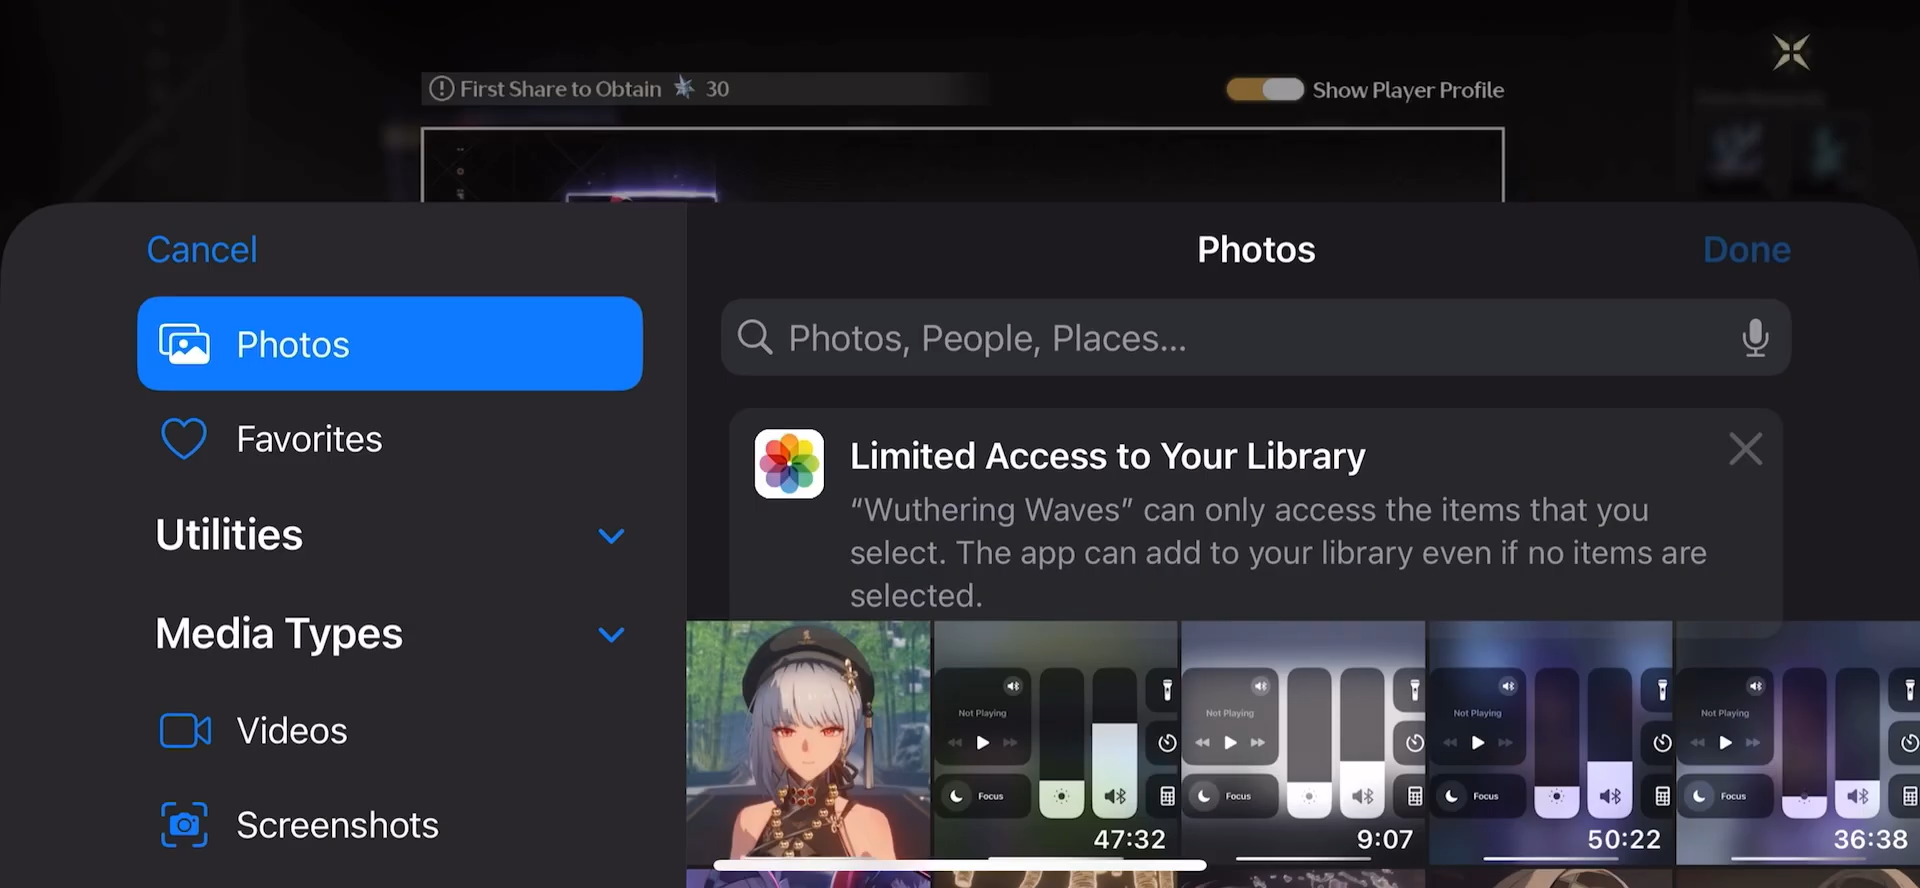 First Share to Obtain 30
Show Player Profile
Cancel
Photos
Done
Photos
Favorites
Utilities
Media Types
Videos
Screenshots
Photos, People, Places...
Limited Access to Your Library
“Wuthering Waves” can only access the items that you
select. The app can add to your library even if no items are
selected.
Not Playing
Focus
47:32
Not Playing
Focus
9:07
Not Playing
Focus
50:22
Not Playing
Focus
36:38